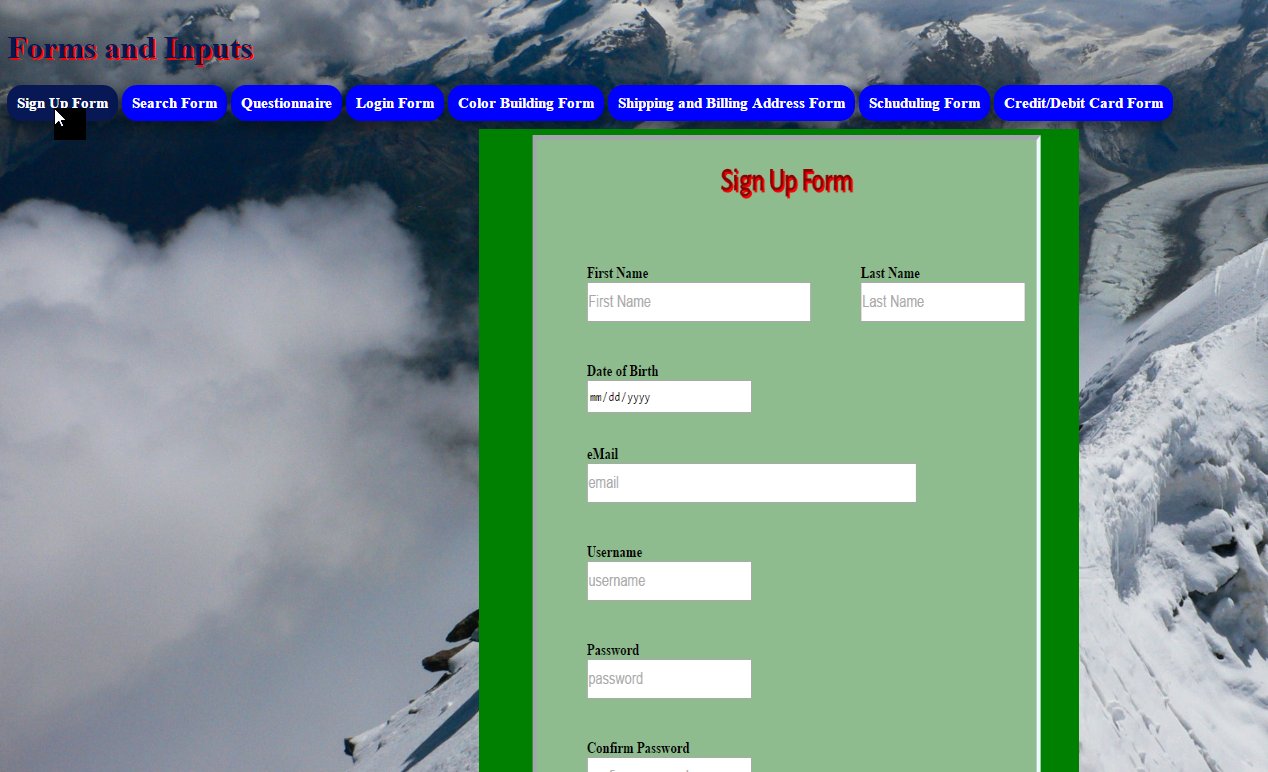 Forms and Inputs
Sign Up Form Search Form Questionnaire Login Form Color Building Form Shipping and Billing Address Form Schuduling Form Credit/Debit Card Form
Sign Up Form
First Name Last Name
First Name Last Name
Date of Birth
mm/dd/yyyy
eMail
email
Username
username
Password
password
Confirm Password